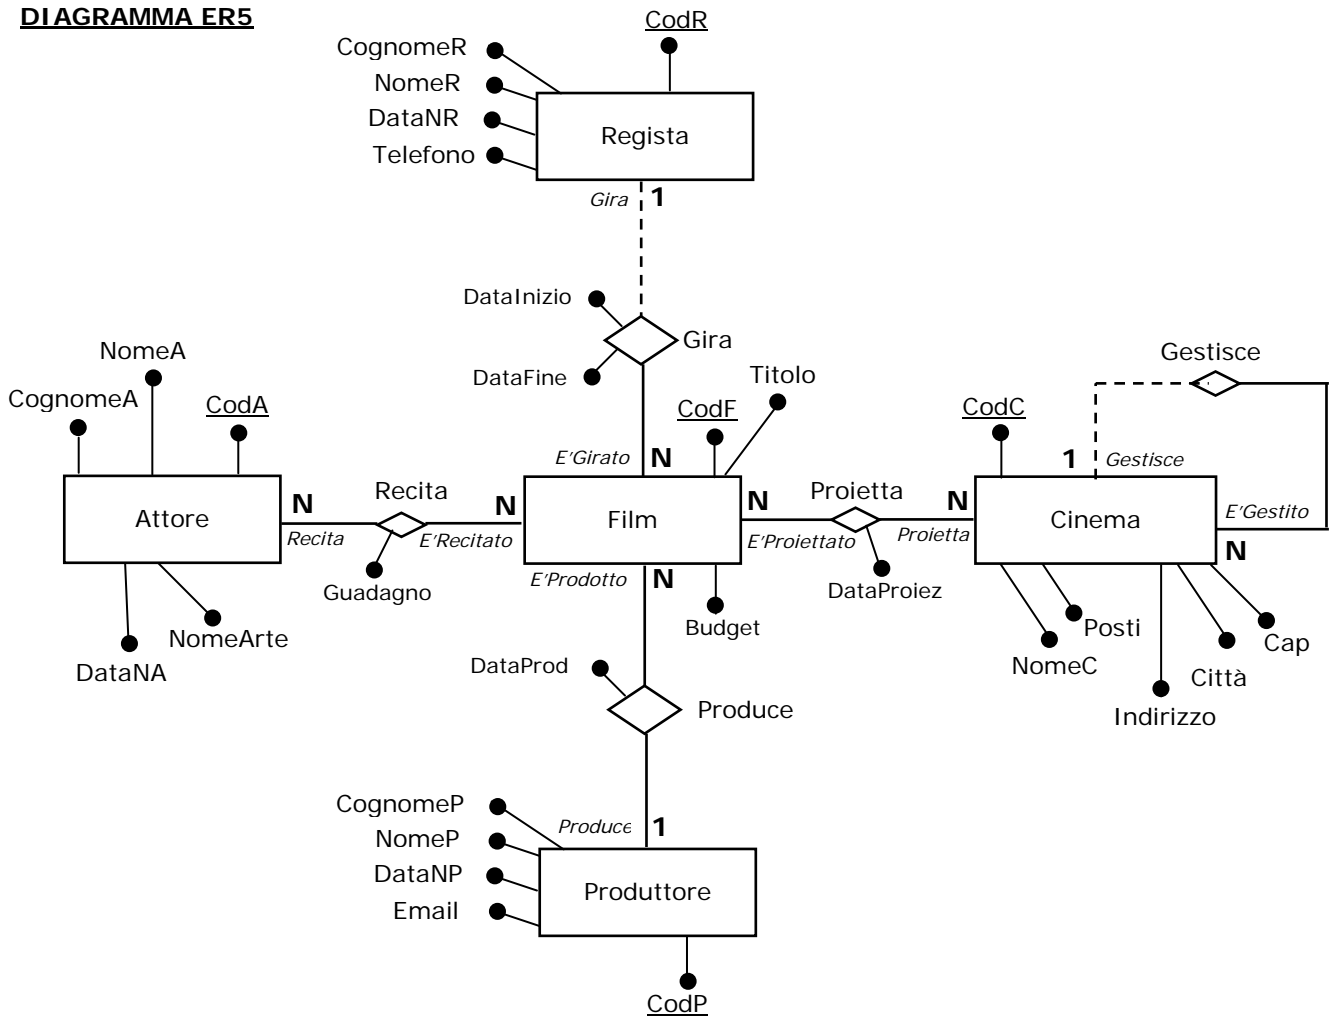 DIAGRAMMA ER5
CodR
CognomeR
NomeR
DataNR
Telefono
Regista
Gira
1
DataInizio
Gira
DataFine
NomeA
CognomeA
CodA
Titolo
CodF
Gestisce
CodC
E'Girato
N
1
Gestisce
Attore
N
Recita
Recita
N
E'Recitato
Guadagno
Film
N
E'Proiettato
Proietta
N
Proietta
DataProiez
Cinema
E'Gestito
N
E'Prodotto
N
Budget
NomeArte
DataNA
Posti
NomeC
Cap
Città
Indirizzo
DataProd
Produce
CognomeP
NomeP
DataNP
Email
Produce
1
Produttore
CodP